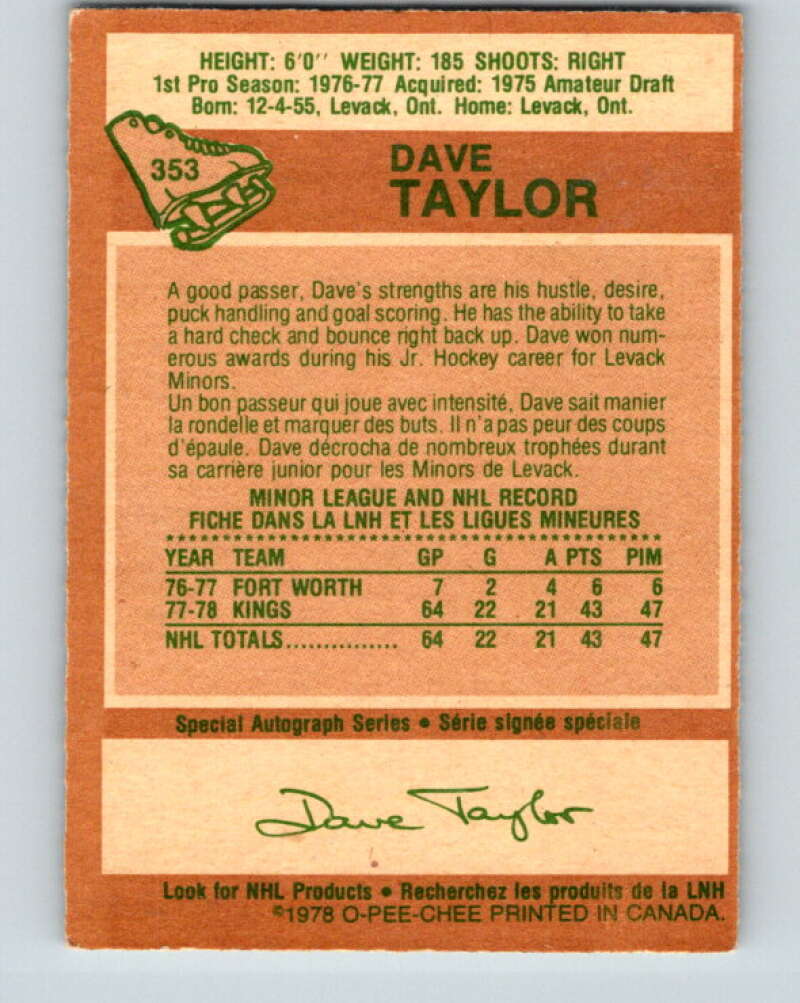 HEIGHT: 6'0'' WEIGHT: 185 SHOOTS: RIGHT
1st Pro Season: 1976-77 Acquired: 1975 Amateur Draft
Born: 12-4-55, Levack, Ont. Home: Levack, Ont.
353
DAVE
TAYLOR
A good passer, Dave's strengths are his hustle, desire,
puck handling and goal scoring. He has the ability to take
a hard check and bounce right back up. Dave won num-
erous awards during his Jr. Hockey career for Levack
Minors.
Un bon passeur qui joue avec intensité, Dave sait manier
la rondelle et marquer des buts. Il n'a pas peur des coups
d'épaule. Dave décrocha de nombreux trophées durant
sa carrière junior pour les Minors de Levack.
MINOR LEAGUE AND NHL RECORD
FICHE DANS LA LNH ET LES LIGUES MINEURES
YEAR TEAM GP G A PTS PIM
76-77 FORT WORTH 7 2 4 6 6
77-78 KINGS 64 22 21 43 47
NHL TOTALS............... 64 22 21 43 47
Special Autograph Series • Série signée spéciale
Dave Taylor
Look for NHL Products • Recherchez les produits de la LNH
©1978 O-PEE-CHEE PRINTED IN CANADA.